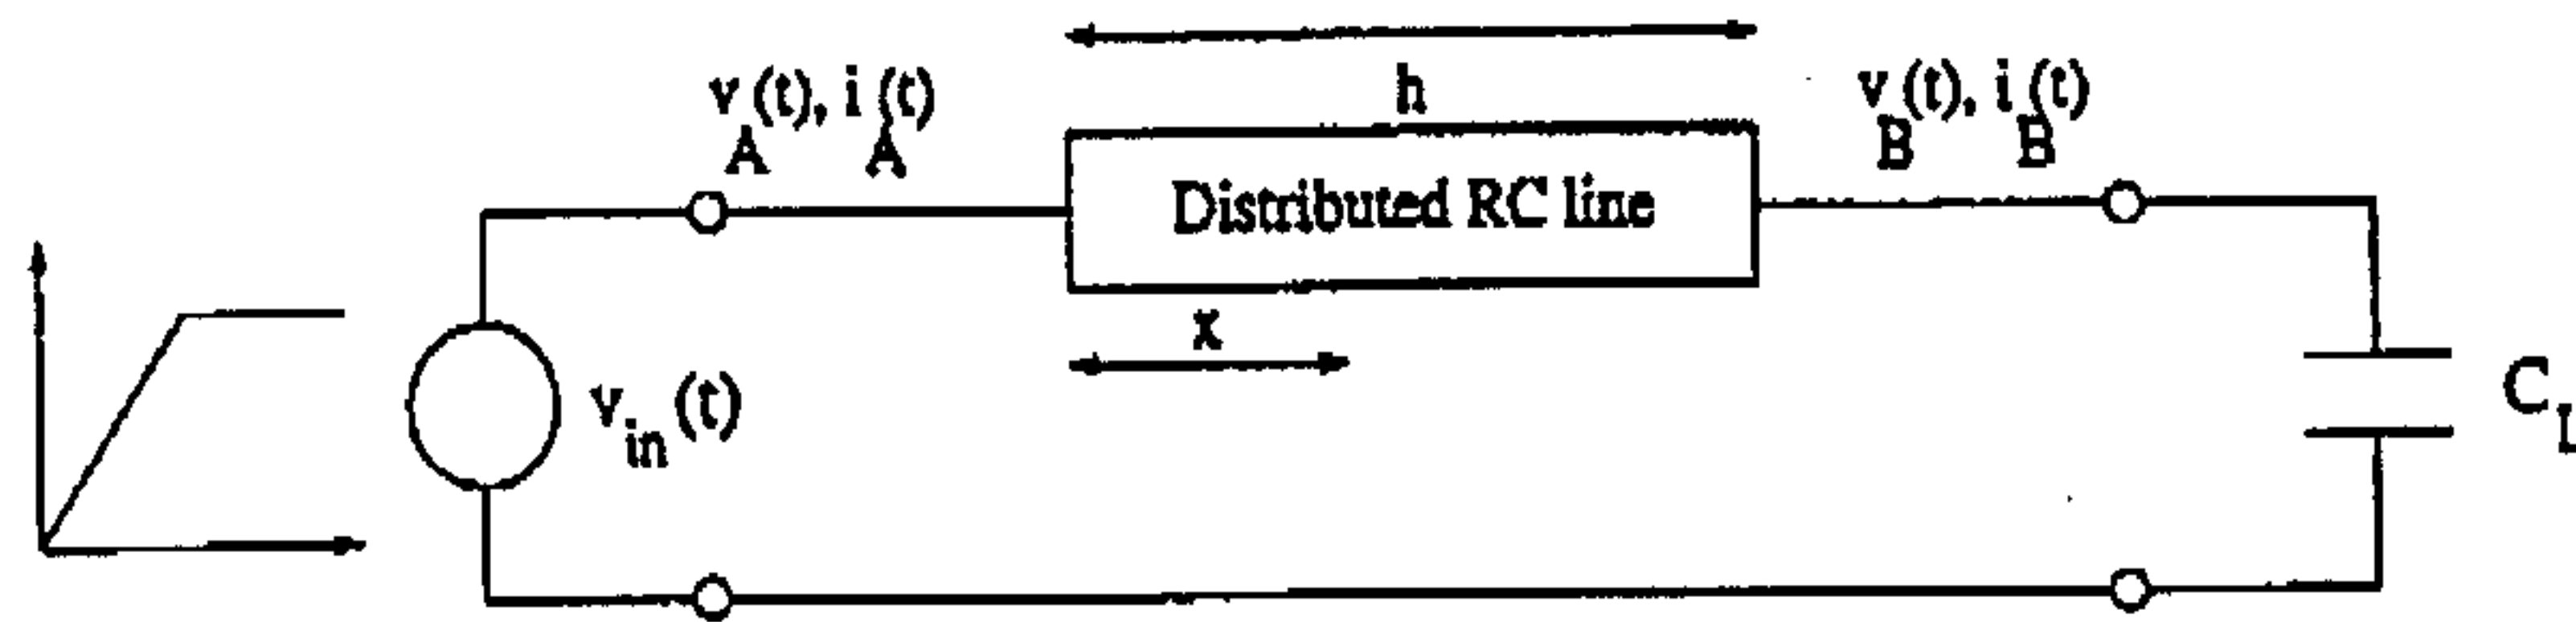 v_A(t), i_A(t)
h
v_B(t), i_B(t)
Distributed RC line
x
v_in(t)
C_L